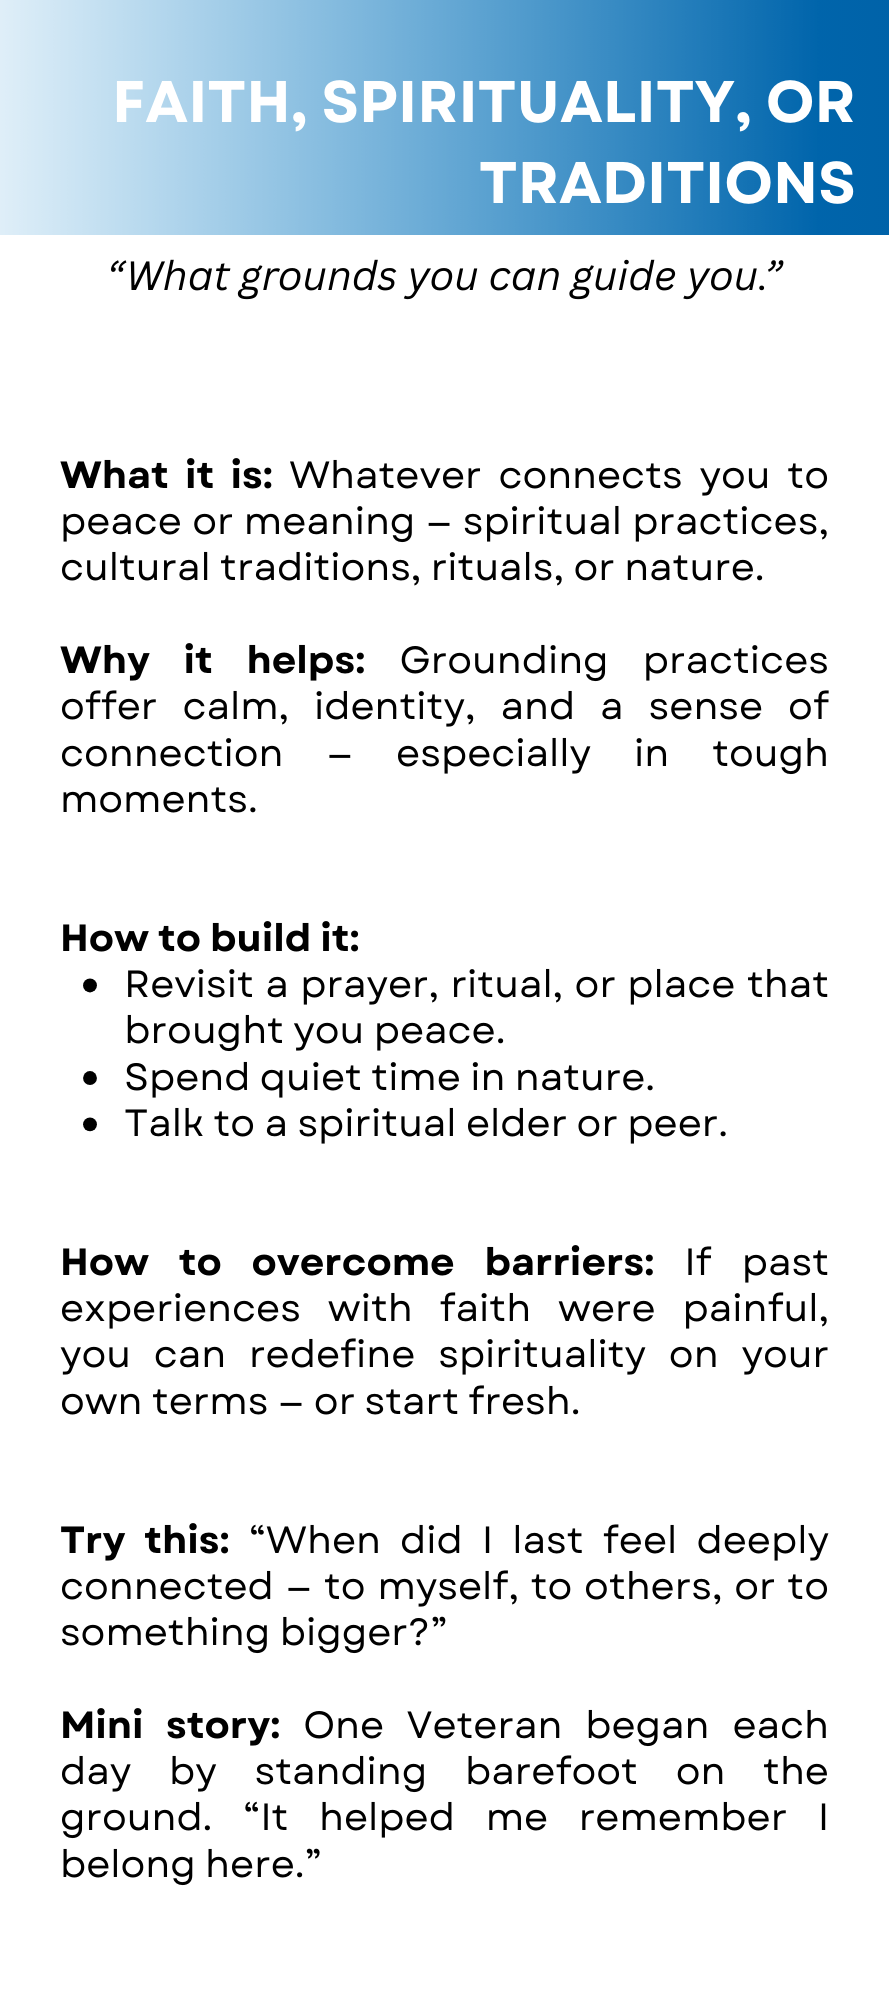 FAITH, SPIRITUALITY, OR
TRADITIONS
“What grounds you can guide you.”
What it is: Whatever connects you to
peace or meaning – spiritual practices,
cultural traditions, rituals, or nature.
Why it helps: Grounding practices
offer calm, identity, and a sense of
connection – especially in tough
moments.
How to build it:
• Revisit a prayer, ritual, or place that
brought you peace.
• Spend quiet time in nature.
• Talk to a spiritual elder or peer.
How to overcome barriers: If past
experiences with faith were painful,
you can redefine spirituality on your
own terms – or start fresh.
Try this: “When did I last feel deeply
connected – to myself, to others, or to
something bigger?”
Mini story: One Veteran began each
day by standing barefoot on the
ground. “It helped me remember I
belong here.”